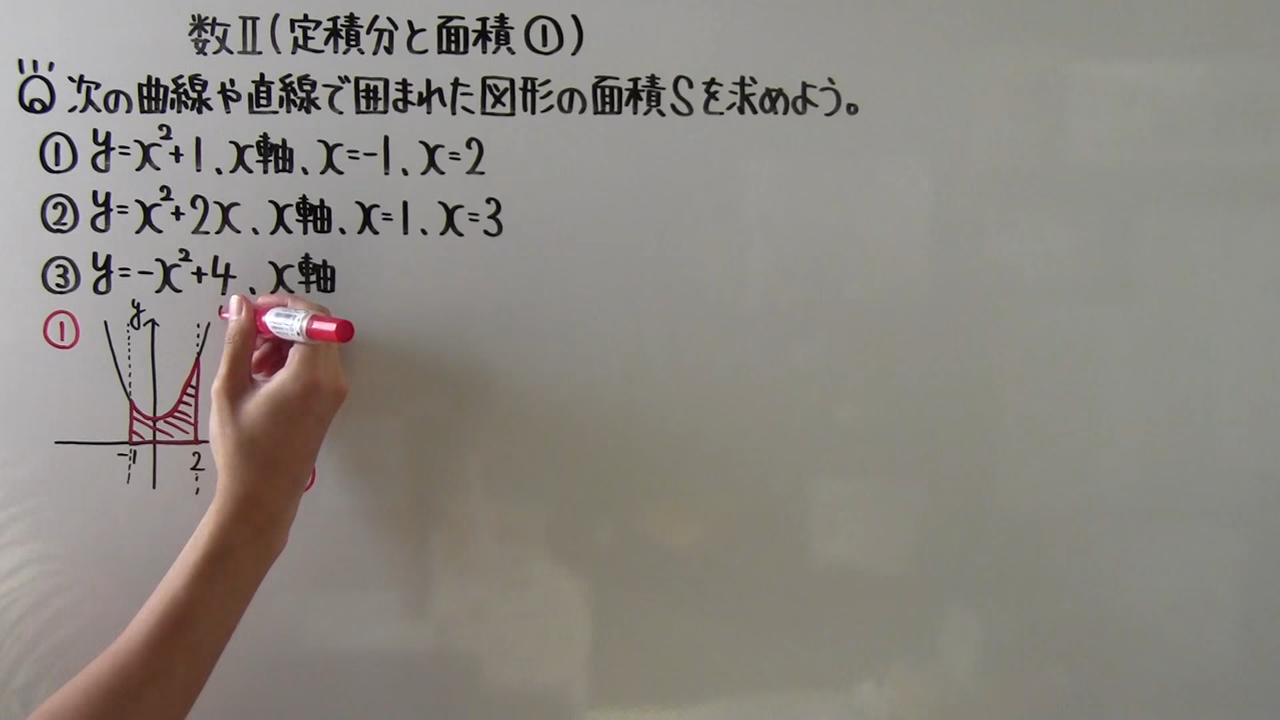 数Ⅱ(定積分と面積①)
Q 次の曲線や直線で囲まれた図形の面積Sを求めよう。
① y=x²+1、x軸、x=-1、x=2
② y=x²+2x、x軸、x=1、x=3
③ y=-x²+4、x軸
①
y
-1 2